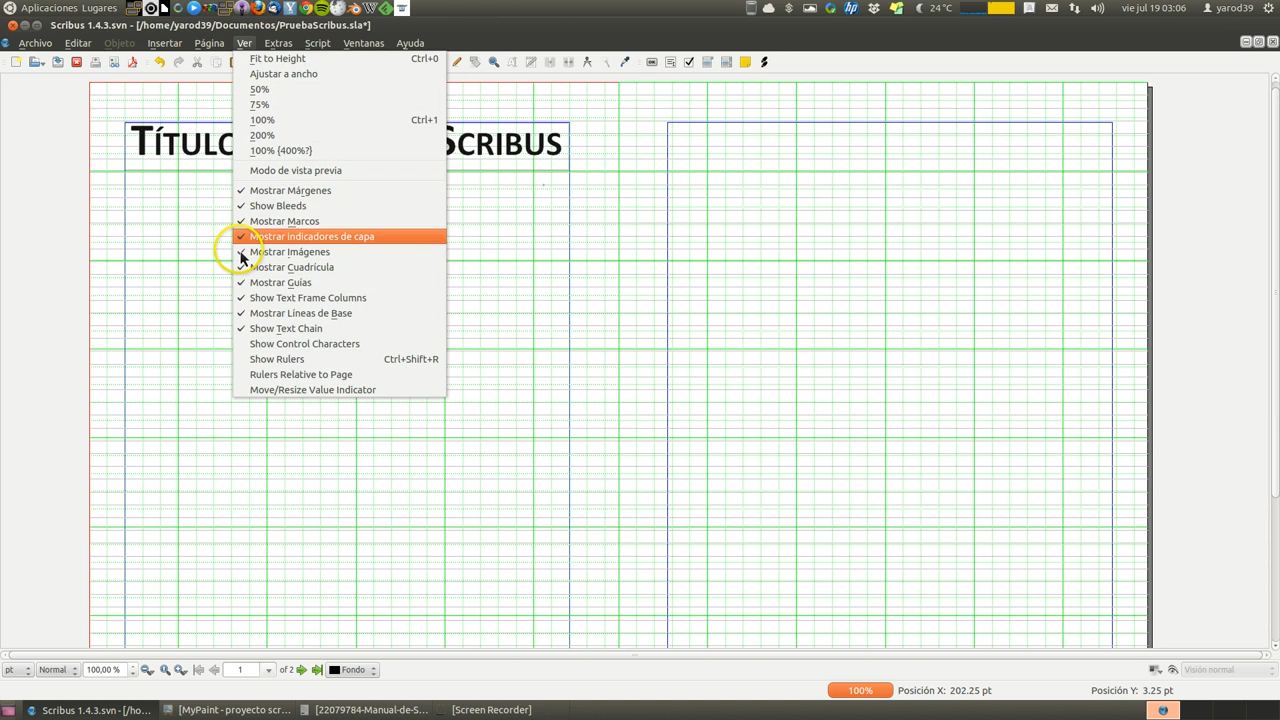 Aplicaciones Lugares
24°C
vie jul 19 03:06
yarod39
Scribus 1.4.3.svn - [/home/yarod39/Documentos/PruebaScribus.sla*]
Archivo Editar Objeto Insertar Página Ver Extras Script Ventanas Ayuda
Fit to Height Ctrl+0
Ajustar a ancho
50%
75%
100% Ctrl+1
200%
100% {400%?}
Modo de vista previa
Mostrar Márgenes
Show Bleeds
Mostrar Marcos
Mostrar indicadores de capa
Mostrar Imágenes
Mostrar Cuadrícula
Mostrar Guías
Show Text Frame Columns
Mostrar Líneas de Base
Show Text Chain
Show Control Characters
Show Rulers Ctrl+Shift+R
Rulers Relative to Page
Move/Resize Value Indicator
TÍTULO SCRIBUS
pt Normal 100,00 % 1 of 2 Fondo Visión normal
100% Posición X: 202.25 pt Posición Y: 3.25 pt
Scribus 1.4.3.svn - [/ho... [MyPaint - proyecto scr... [22079784-Manual-de-S... [Screen Recorder]